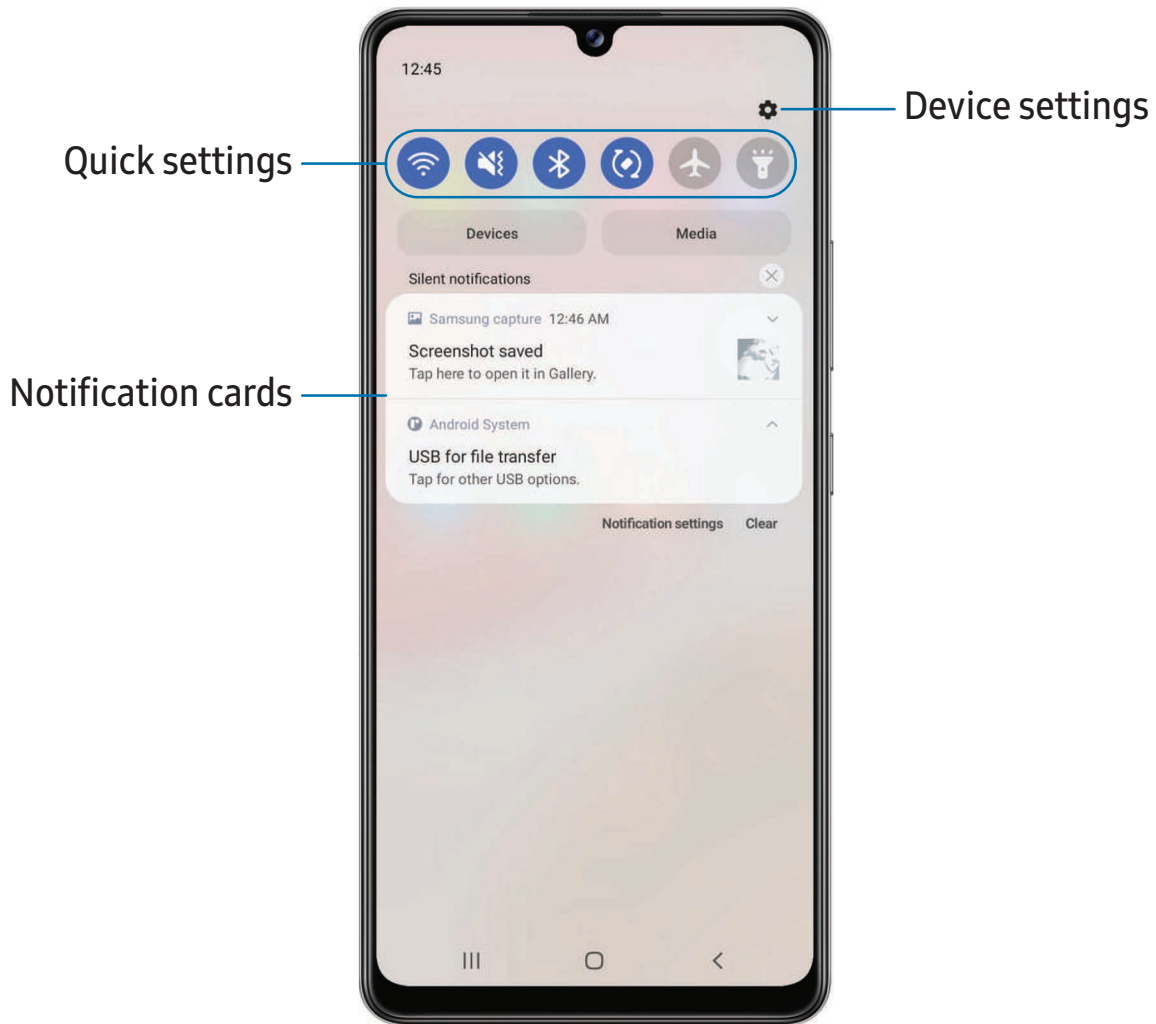 12:45
Device settings
Quick settings
Devices Media
Silent notifications
Samsung capture 12:46 AM
Screenshot saved
Tap here to open it in Gallery.
Notification cards
Android System
USB for file transfer
Tap for other USB options.
Notification settings Clear